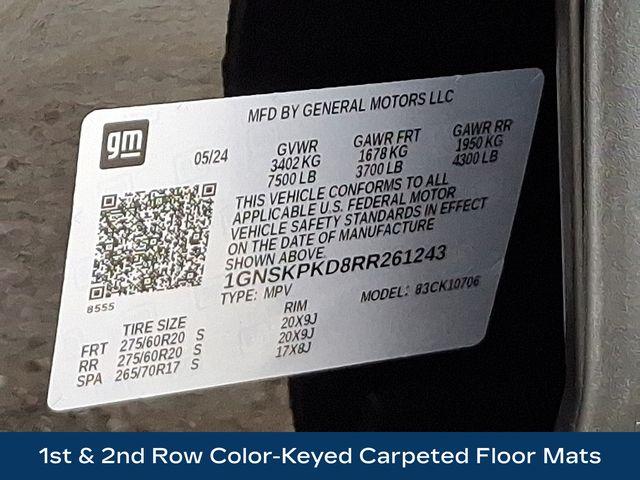 gm
MFD BY GENERAL MOTORS LLC
05/24
GVWR GAWR FRT GAWR RR
3402 KG 1678 KG 1950 KG
7500 LB 3700 LB 4300 LB
THIS VEHICLE CONFORMS TO ALL
APPLICABLE U.S. FEDERAL MOTOR
VEHICLE SAFETY STANDARDS IN EFFECT
ON THE DATE OF MANUFACTURE
SHOWN ABOVE.
1GNSKPKD8RR261243
TYPE: MPV MODEL: 83CK10706
8555
TIRE SIZE RIM
FRT 275/60R20 S 20X9J
RR 275/60R20 S 20X9J
SPA 265/70R17 S 17X8J
1st & 2nd Row Color-Keyed Carpeted Floor Mats